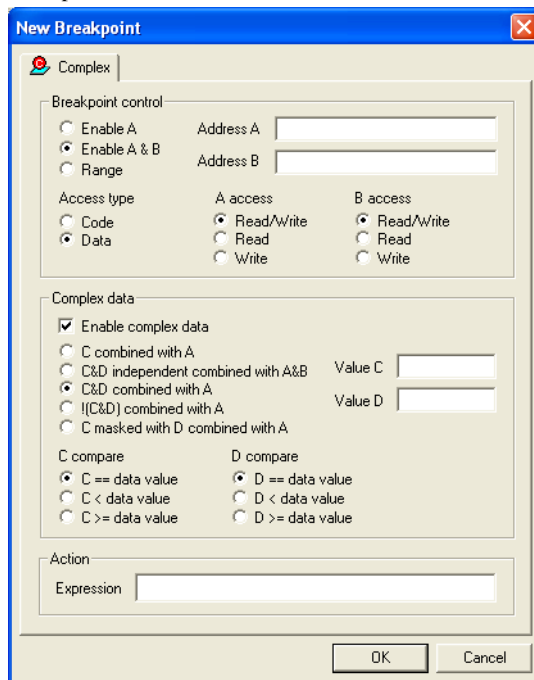 New Breakpoint
Complex
Breakpoint control
Enable A
Address A
Enable A & B
Address B
Range
Access type
A access
B access
Code
Read/Write
Read/Write
Data
Read
Read
Write
Write
Complex data
Enable complex data
C combined with A
C&D independent combined with A&B
Value C
C&D combined with A
Value D
!(C&D) combined with A
C masked with D combined with A
C compare
D compare
C == data value
D == data value
C < data value
D < data value
C >= data value
D >= data value
Action
Expression
OK
Cancel